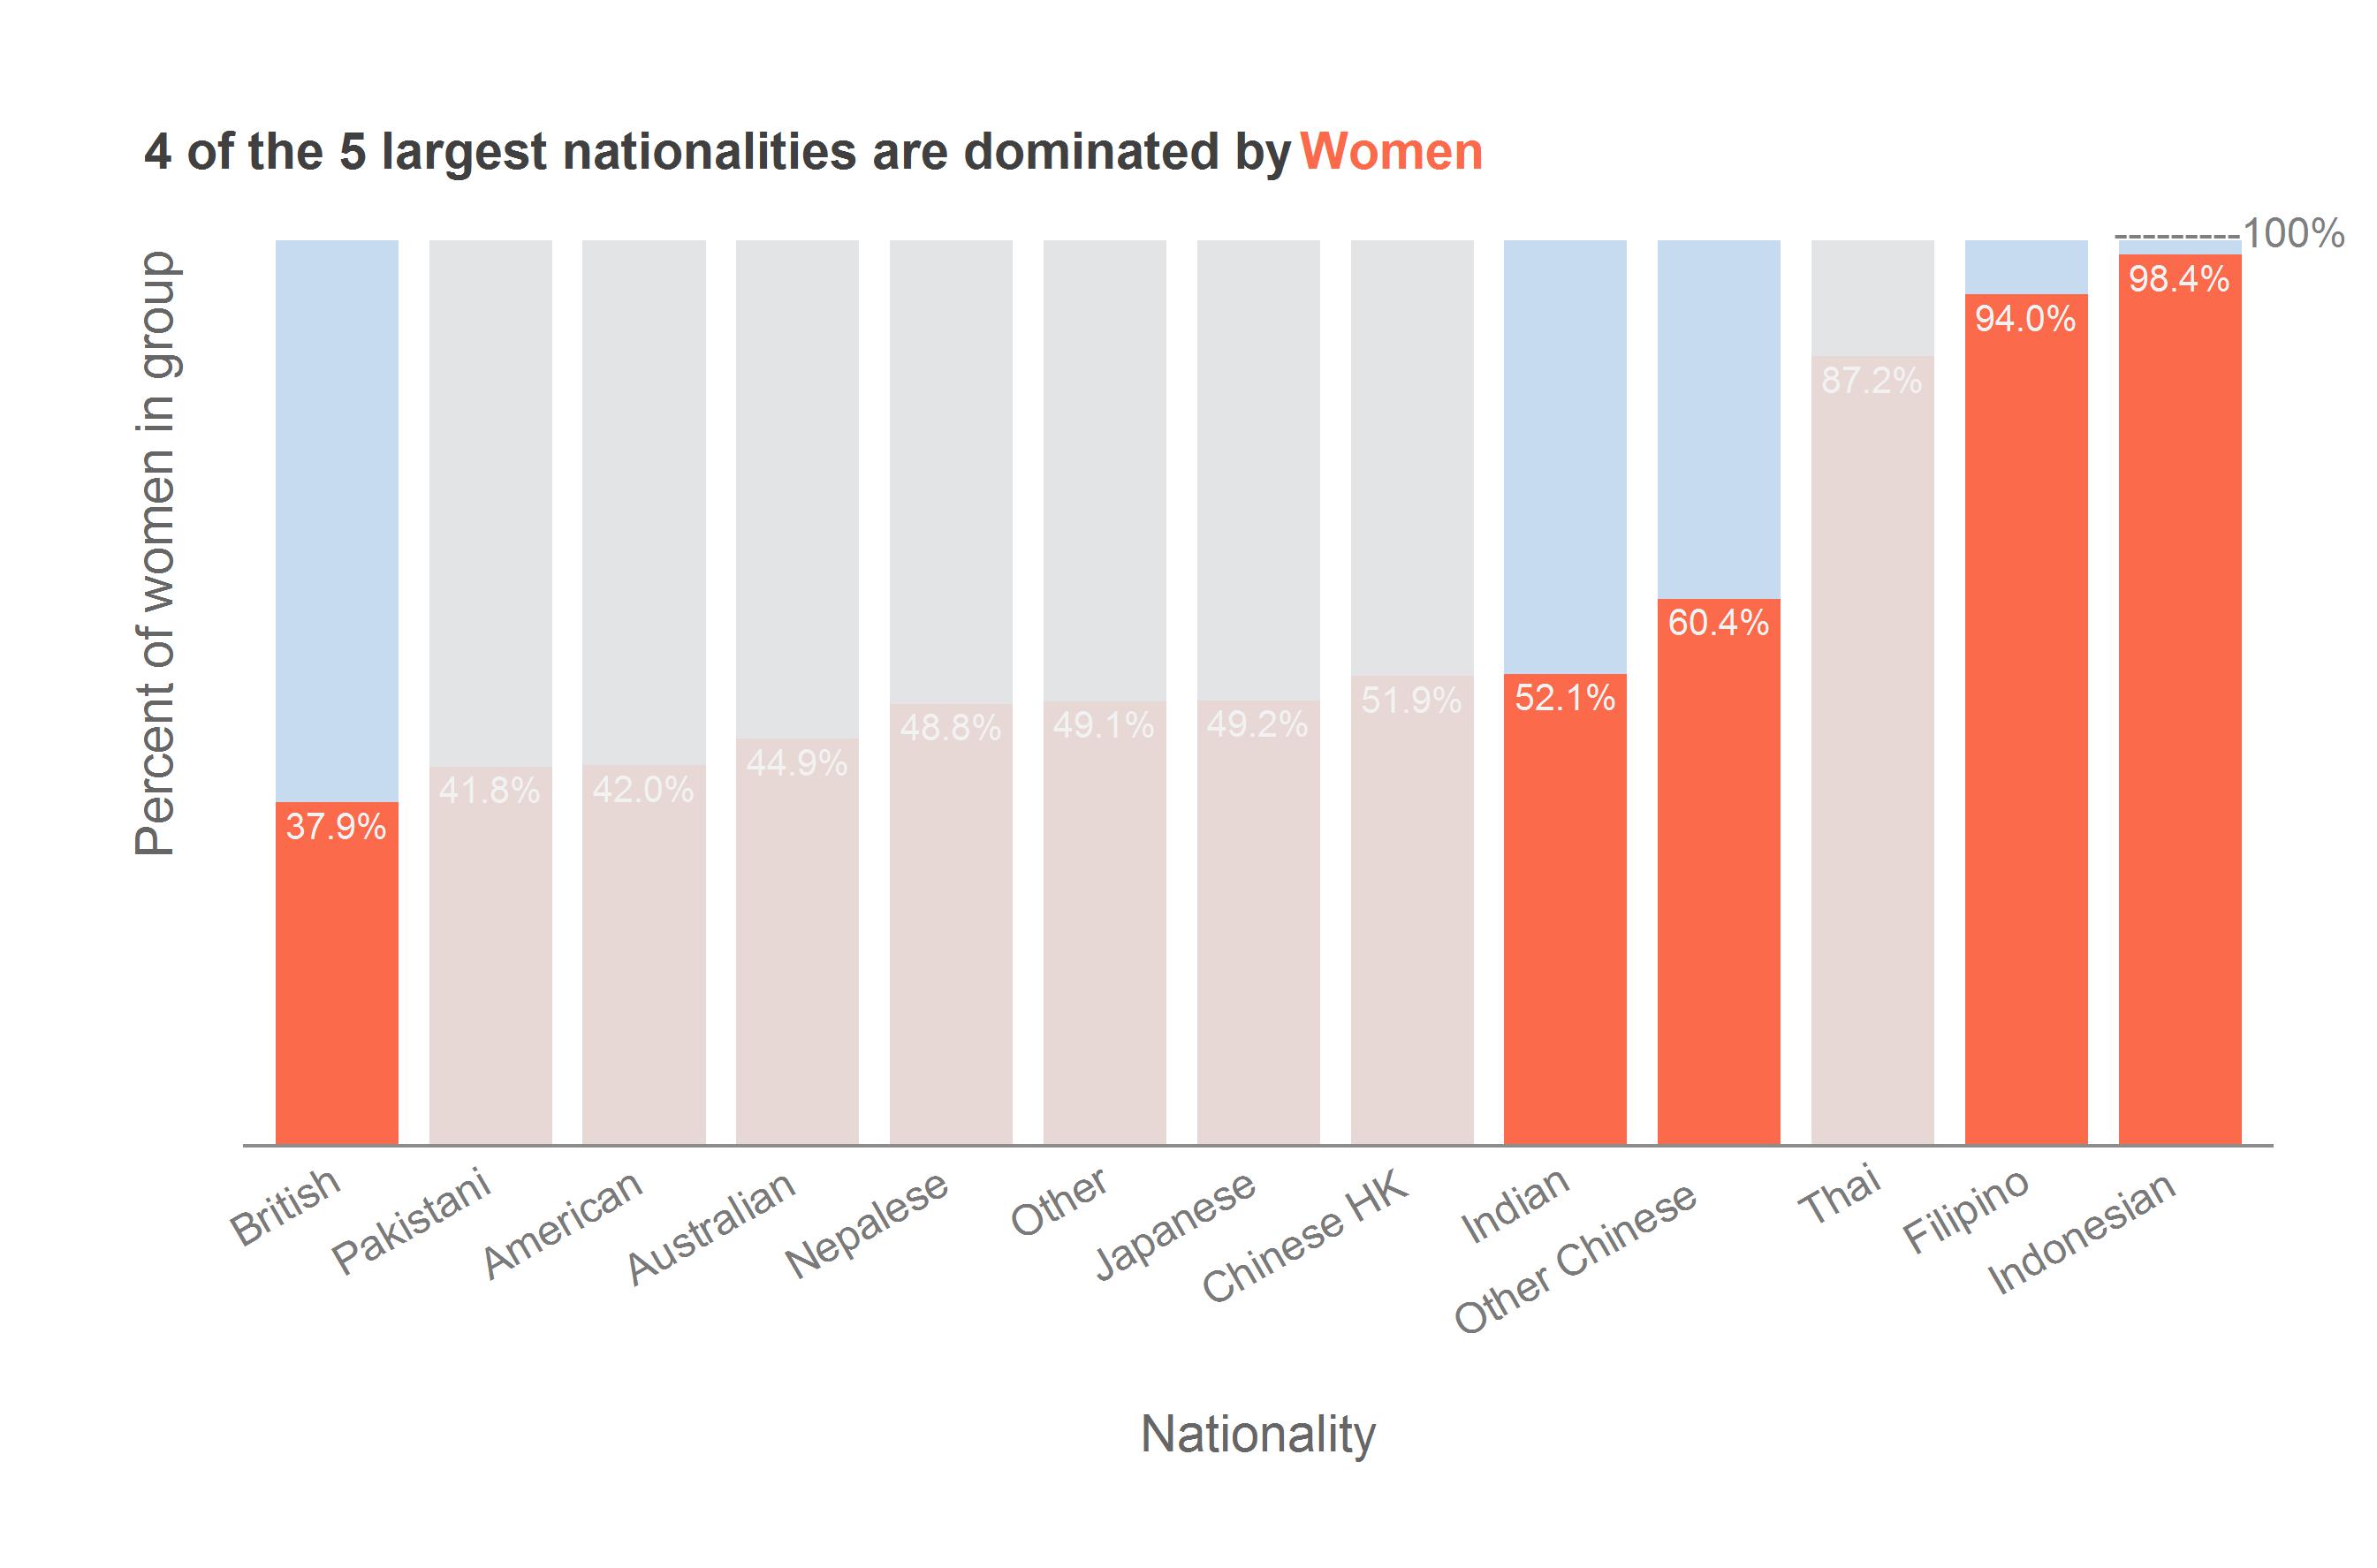 4 of the 5 largest nationalities are dominated by Women
Percent of women in group
100%
37.9%
41.8%
42.0%
44.9%
48.8%
49.1%
49.2%
51.9%
52.1%
60.4%
87.2%
94.0%
98.4%
British
Pakistani
American
Australian
Nepalese
Other
Japanese
Chinese HK
Indian
Other Chinese
Thai
Filipino
Indonesian
Nationality